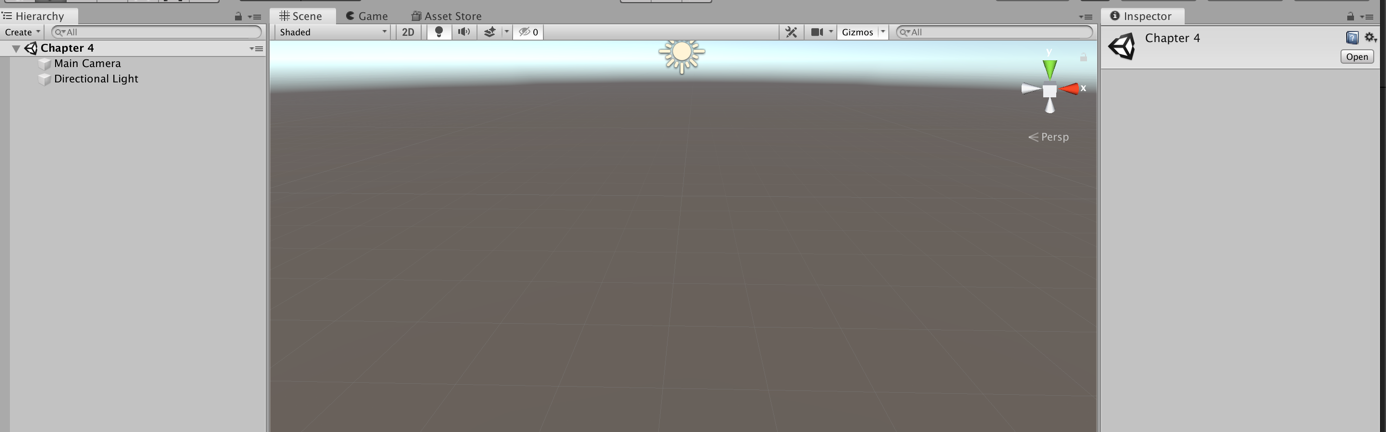 Hierarchy
Create All
Chapter 4
Main Camera
Directional Light
Scene Game Asset Store
Shaded 2D 0 Gizmos All
Y
x
Persp
Inspector
Chapter 4
Open